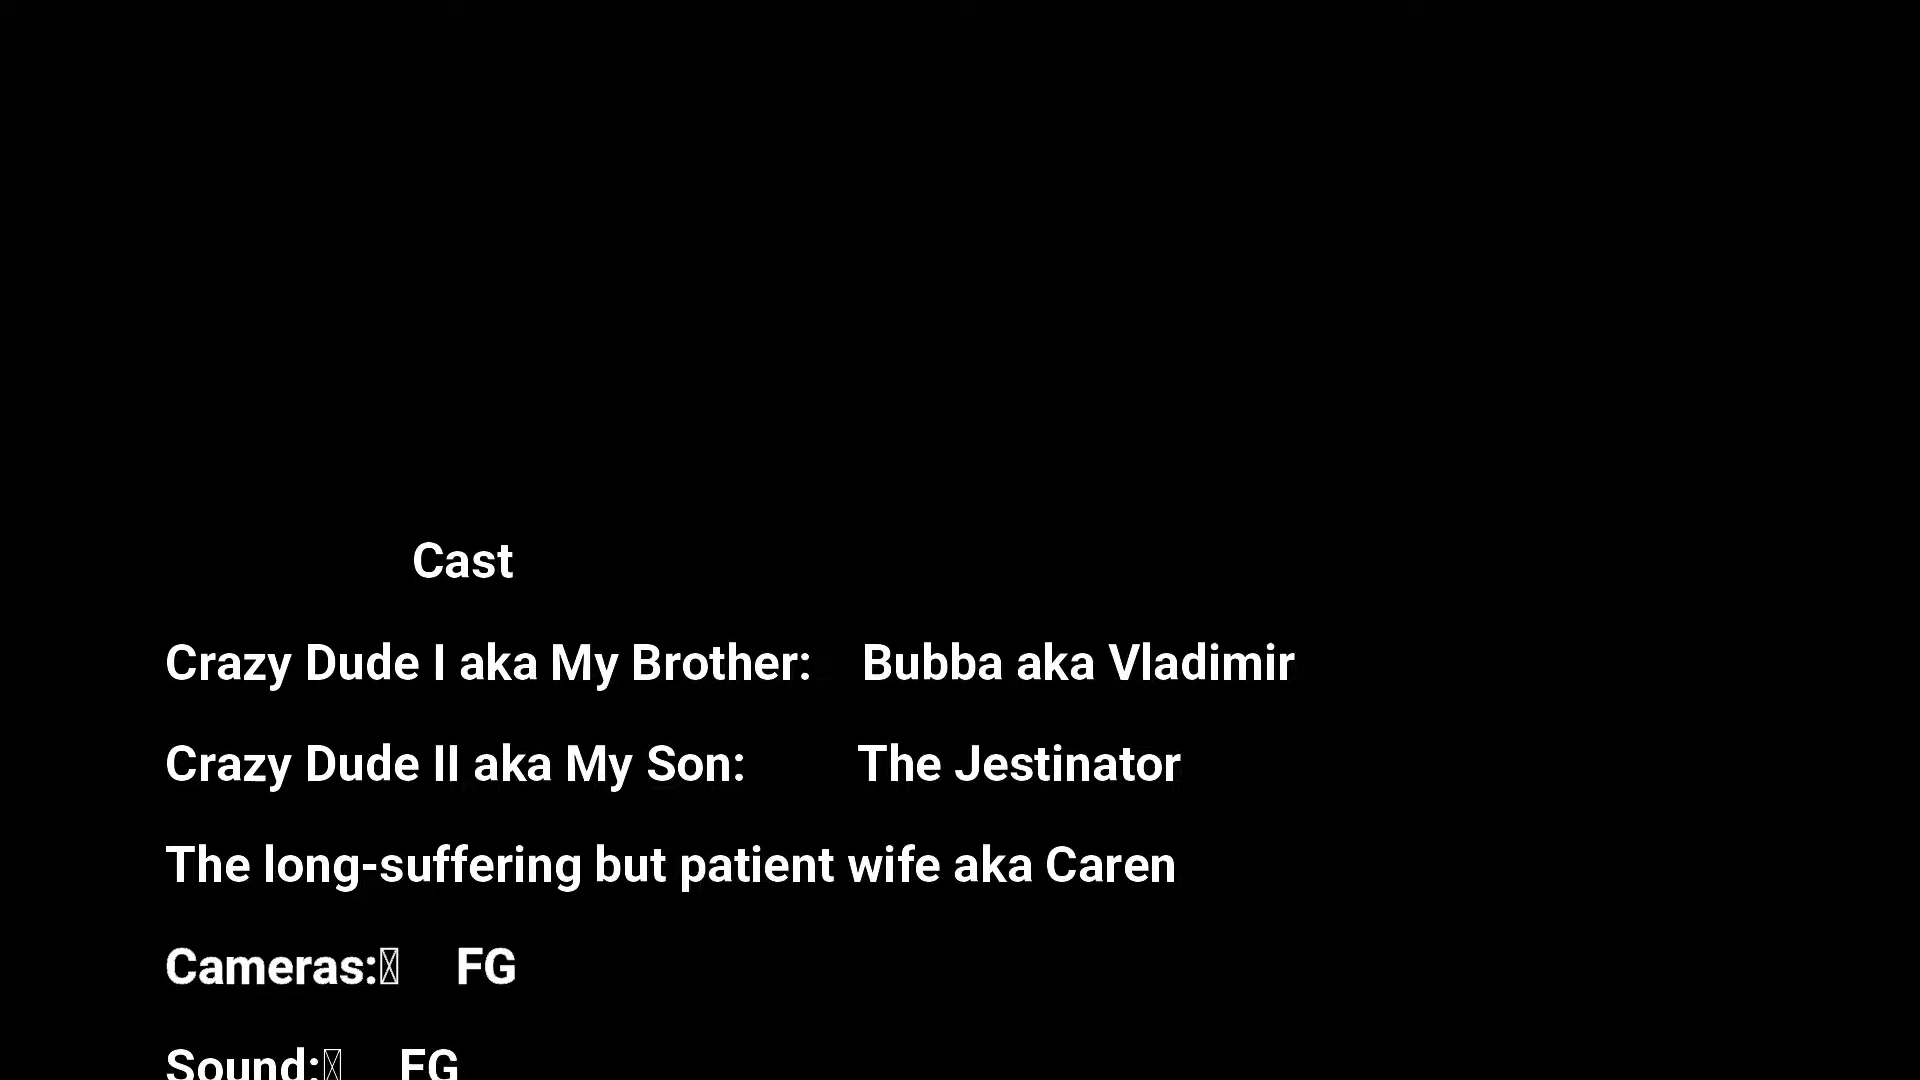 Cast
Crazy Dude I aka My Brother: Bubba aka Vladimir
Crazy Dude II aka My Son: The Jestinator
The long-suffering but patient wife aka Caren
Cameras: FG
Sound: FG